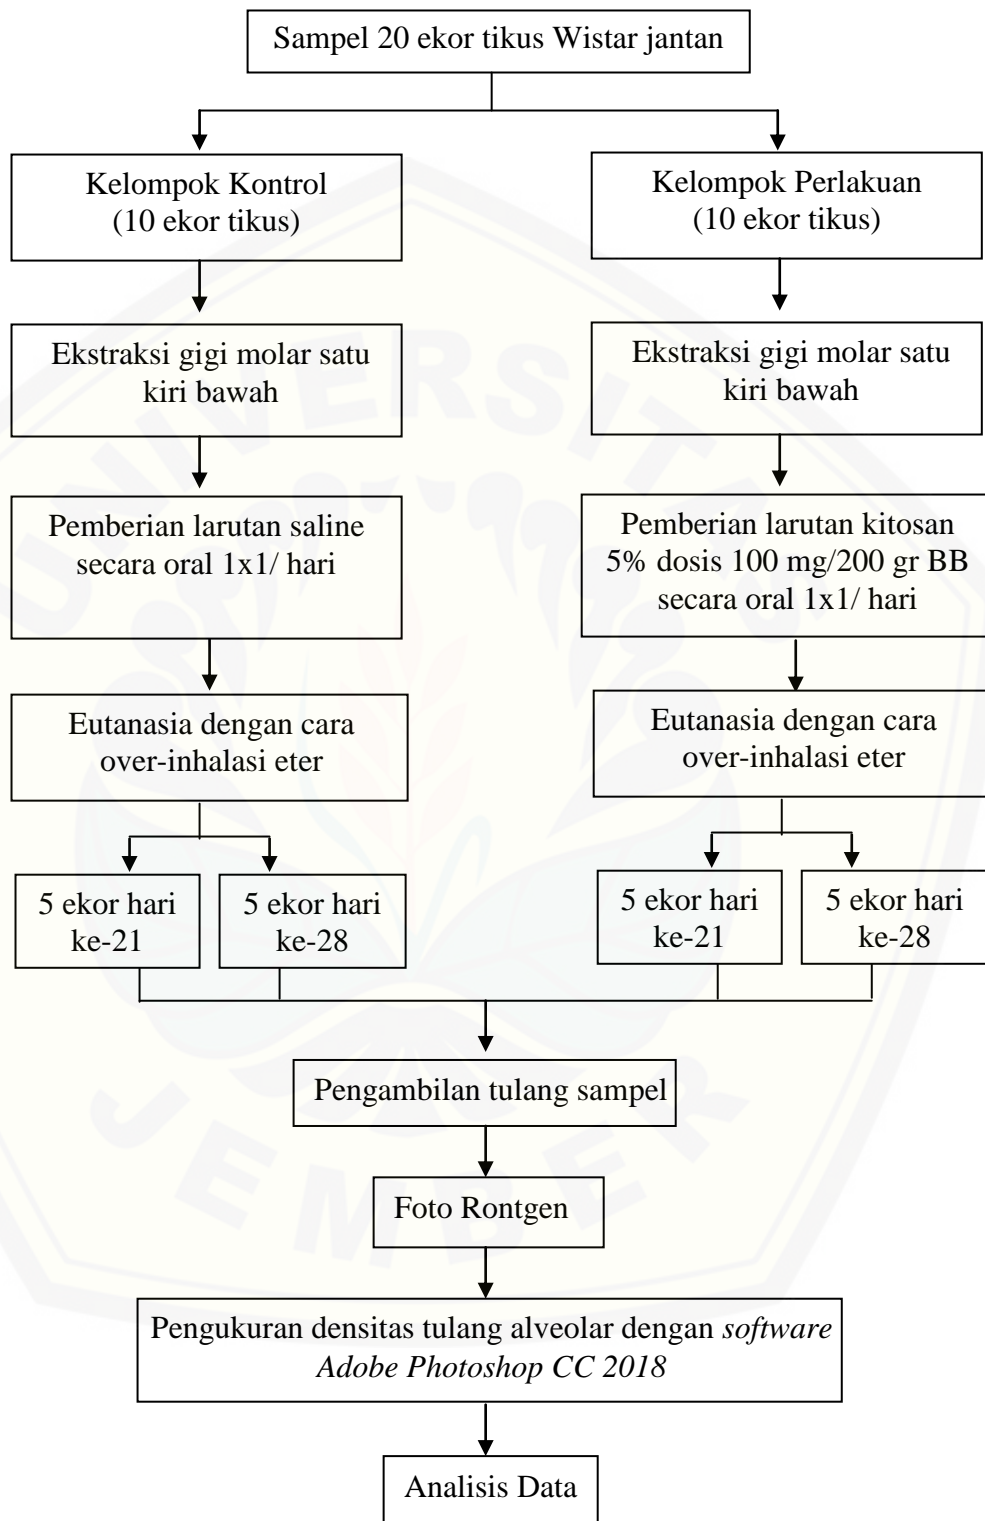 Sampel 20 ekor tikus Wistar jantan
Kelompok Kontrol
(10 ekor tikus)
Kelompok Perlakuan
(10 ekor tikus)
Ekstraksi gigi molar satu
kiri bawah
Ekstraksi gigi molar satu
kiri bawah
Pemberian larutan saline
secara oral 1x1/ hari
Pemberian larutan kitosan
5% dosis 100 mg/200 gr BB
secara oral 1x1/ hari
Eutanasia dengan cara
over-inhalasi eter
Eutanasia dengan cara
over-inhalasi eter
5 ekor hari
ke-21
5 ekor hari
ke-28
5 ekor hari
ke-21
5 ekor hari
ke-28
Pengambilan tulang sampel
Foto Rontgen
Pengukuran densitas tulang alveolar dengan software
Adobe Photoshop CC 2018
Analisis Data
UNIVERSITAS
JEMBER